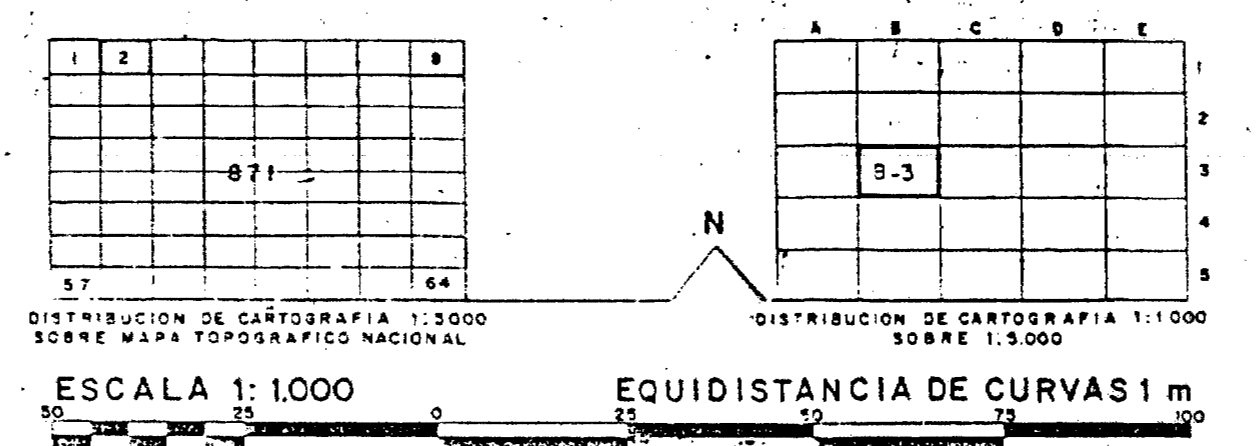 A B C D E
1 2 8
1
2
871
B-3 3
N
4
5
57 64
DISTRIBUCION DE CARTOGRAFIA 1:5000
SOBRE MAPA TOPOGRAFICO NACIONAL
DISTRIBUCION DE CARTOGRAFIA 1:1000
SOBRE 1:5.000
ESCALA 1: 1.000 EQUIDISTANCIA DE CURVAS 1 m
50 25 0 25 50 75 100